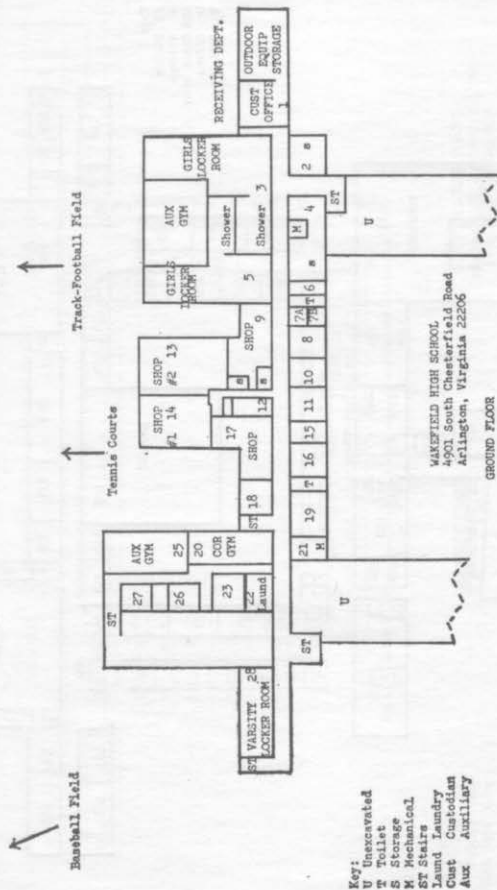 Baseball Field
Tennis Courts
Track-Football Field
ST
AUX
GYM
25
20
COR
GYM
27
26
23
22
Laund
ST VARSITY 28
LOCKER ROOM
ST
ST
18
17
SHOP
SHOP
#1
14
SHOP
#2
13
12
SHOP 9
s
s
GIRLS
LOCKER
ROOM
5
AUX
GYM
Shower
Shower
GIRLS
LOCKER
ROOM
3
RECEIVING DEPT.
CUST
OFFICE
1
OUTDOOR
EQUIP
STORAGE
21
M
19
T
16
15
11
10
8
7A
7B
T
6
s
M
4
ST
2
s
U
U
Key:
U Unexcavated
T Toilet
S Storage
M Mechanical
ST Stairs
Laund Laundry
Cust Custodian
Aux Auxiliary
WAKEFIELD HIGH SCHOOL
4901 South Chesterfield Road
Arlington, Virginia 22206
GROUND FLOOR